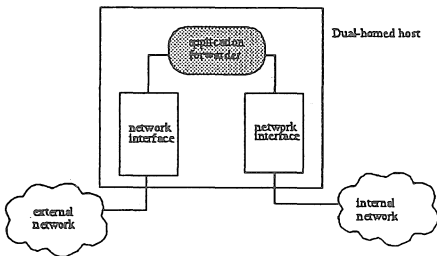 application
forwarder
Dual-homed host
network
interface
network
interface
external
network
internal
network